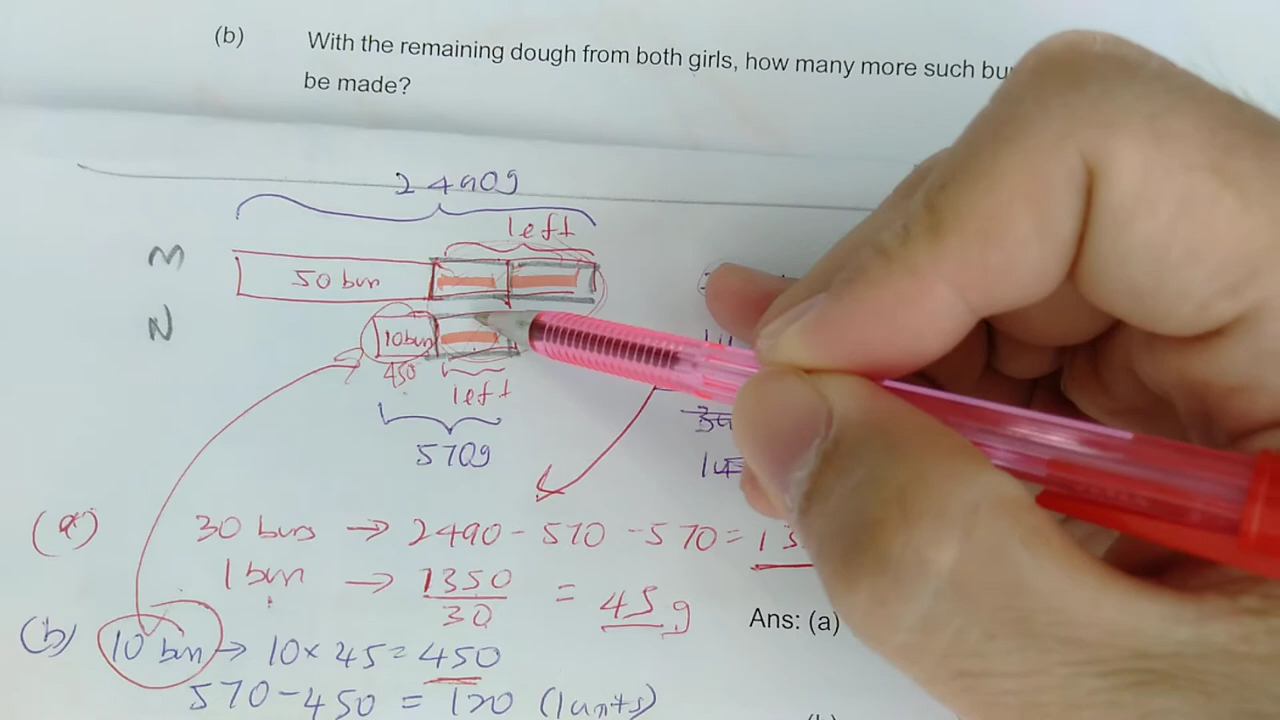 (b) With the remaining dough from both girls, how many more such
be made?
2490g
left
M 50 bun
N 10bun
450
left
570g
(a) 30 buns → 2490 - 570 - 570 =
1 bun → 1350/30 = 45g
Ans: (a)
(b) 10 bun → 10 × 45 = 450
570 - 450 = 120 (1 units)